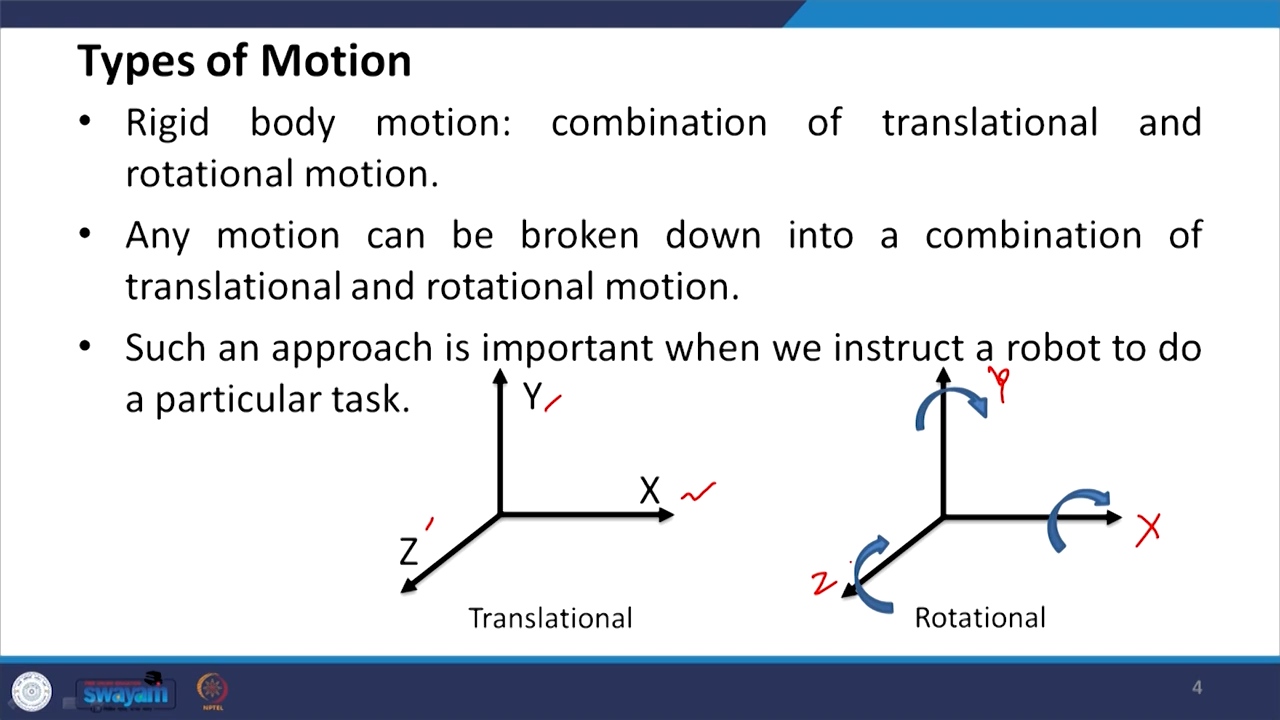 Types of Motion
• Rigid body motion: combination of translational and
rotational motion.
• Any motion can be broken down into a combination of
translational and rotational motion.
• Such an approach is important when we instruct a robot to do
a particular task.
Y
X
Z
Translational
Y
X
Z
Rotational
swayam
NPTEL
4